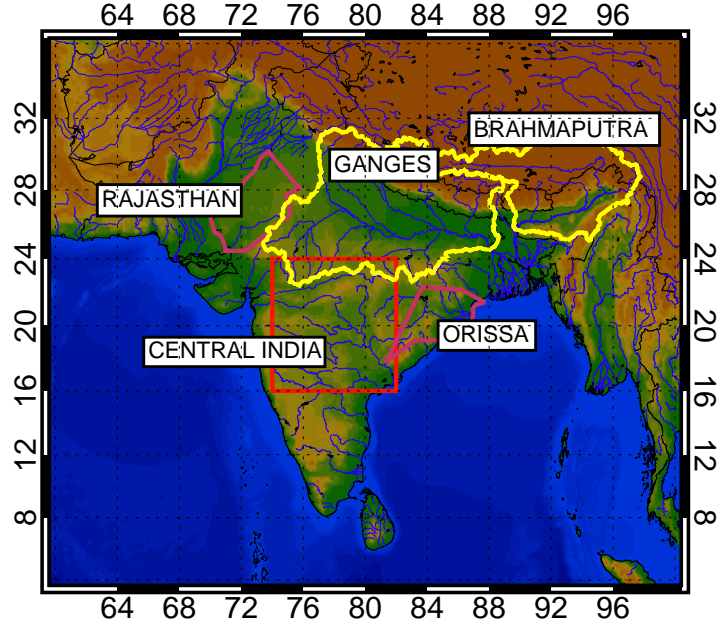 64 68 72 76 80 84 88 92 96
32 32
BRAHMAPUTRA
GANGES
28 28
RAJASTHAN
24 24
20 20
ORISSA
CENTRAL INDIA
16 16
12 12
8 8
64 68 72 76 80 84 88 92 96